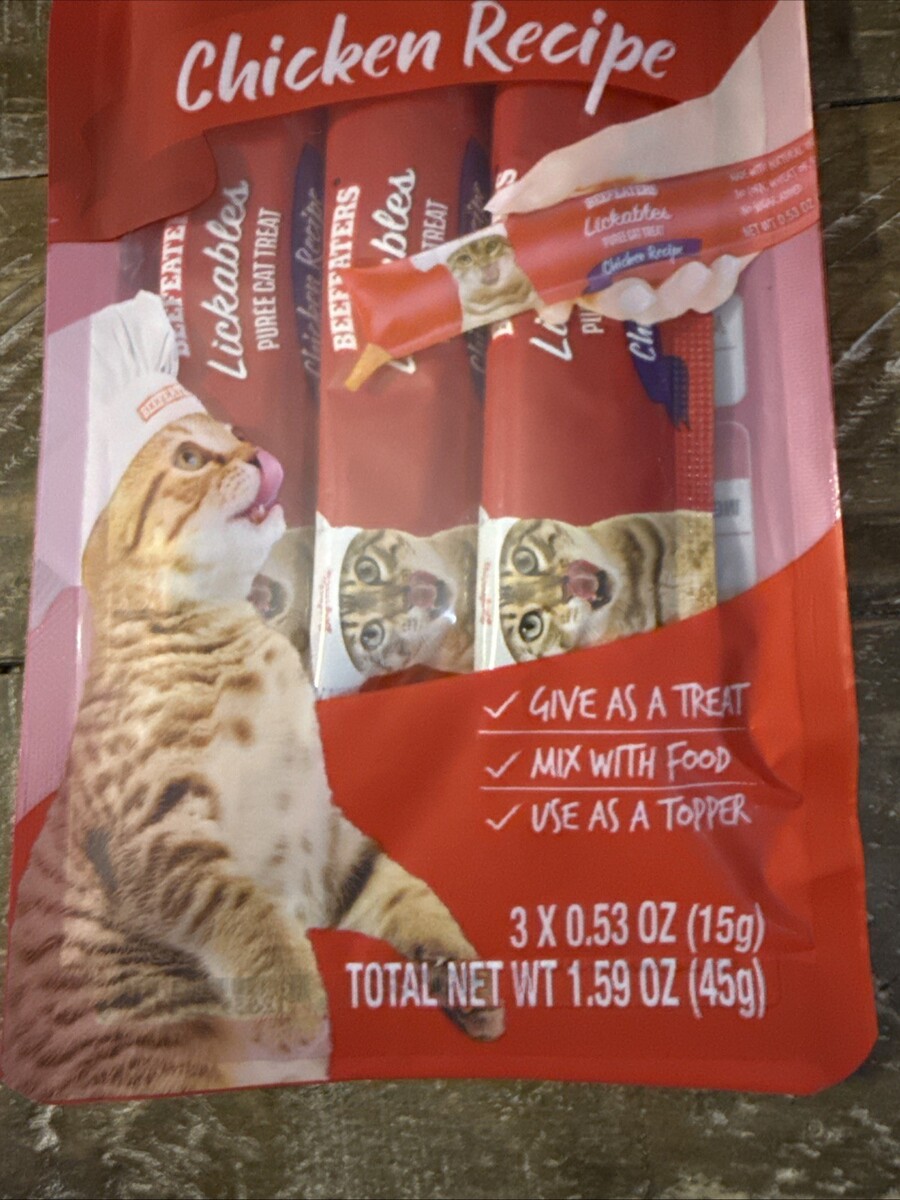 Chicken Recipe
BEEFEATERS
Lickables
PUREE CAT TREAT
Chicken Recipe
BEEFEATERS
TREAT
BEEFEATERS
Lickables
PUREE CAT TREAT
Chicken Recipe
NET WT 0.53 OZ
✓ GIVE AS A TREAT
✓ MIX WITH FOOD
✓ USE AS A TOPPER
3 X 0.53 OZ (15g)
TOTAL NET WT 1.59 OZ (45g)